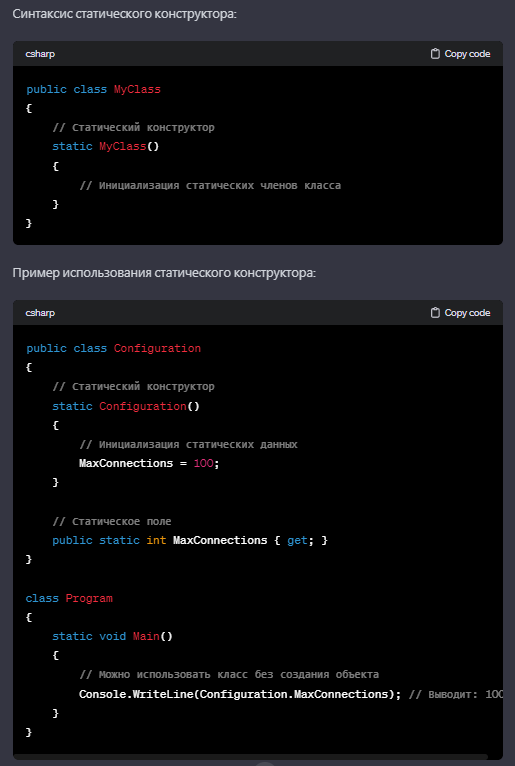 Синтаксис статического конструктора:
csharp
Copy code
public class MyClass
{
    // Статический конструктор
    static MyClass()
    {
        // Инициализация статических членов класса
    }
}
Пример использования статического конструктора:
csharp
Copy code
public class Configuration
{
    // Статический конструктор
    static Configuration()
    {
        // Инициализация статических данных
        MaxConnections = 100;
    }

    // Статическое поле
    public static int MaxConnections { get; }
}

class Program
{
    static void Main()
    {
        // Можно использовать класс без создания объекта
        Console.WriteLine(Configuration.MaxConnections); // Выводит: 100
    }
}